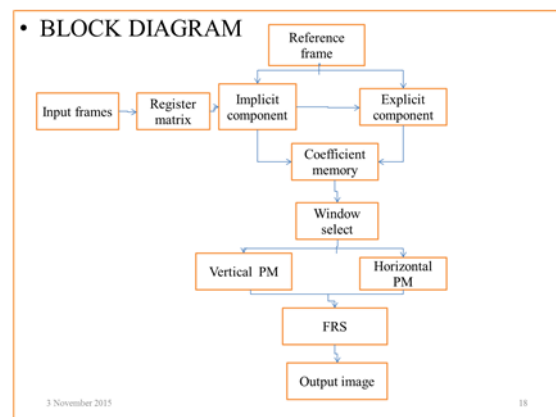 • BLOCK DIAGRAM
Reference
frame
Input frames
Register
matrix
Implicit
component
Explicit
component
Coefficient
memory
Window
select
Vertical PM
Horizontal
PM
FRS
Output image
3 November 2015
18